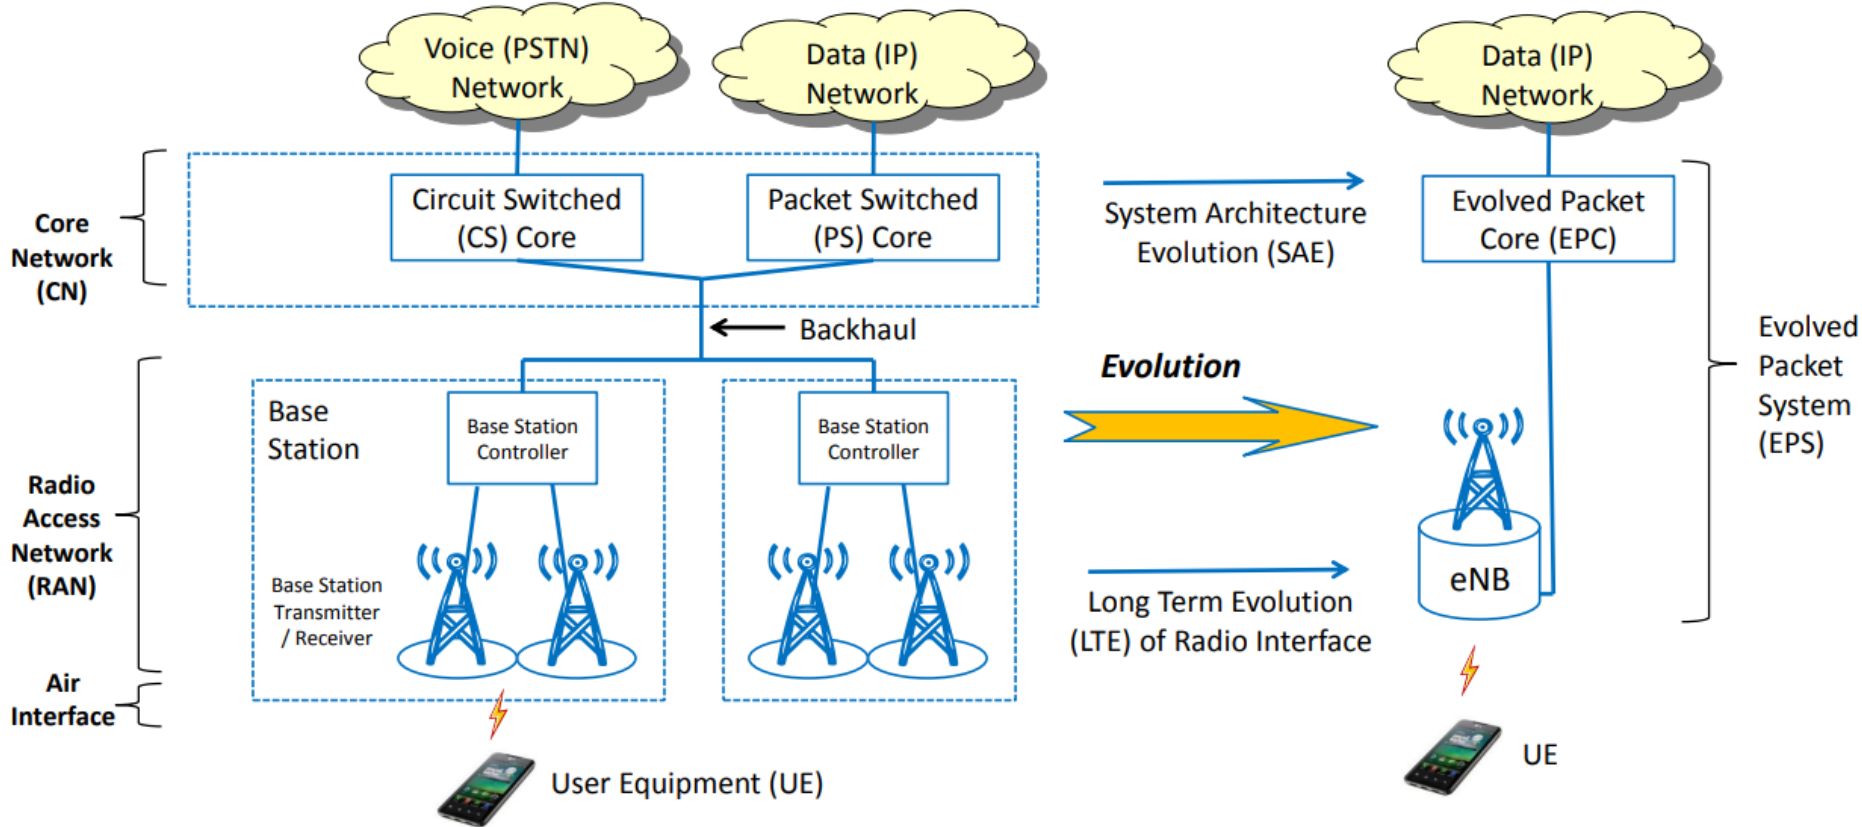 Voice (PSTN)
Network
Data (IP)
Network
Data (IP)
Network
Core
Network
(CN)
Circuit Switched
(CS) Core
Packet Switched
(PS) Core
System Architecture
Evolution (SAE)
Evolved Packet
Core (EPC)
Backhaul
Evolution
Evolved
Packet
System
(EPS)
Radio
Access
Network
(RAN)
Base
Station
Base Station
Controller
Base Station
Controller
Base Station
Transmitter
/ Receiver
Long Term Evolution
(LTE) of Radio Interface
eNB
Air
Interface
User Equipment (UE)
UE